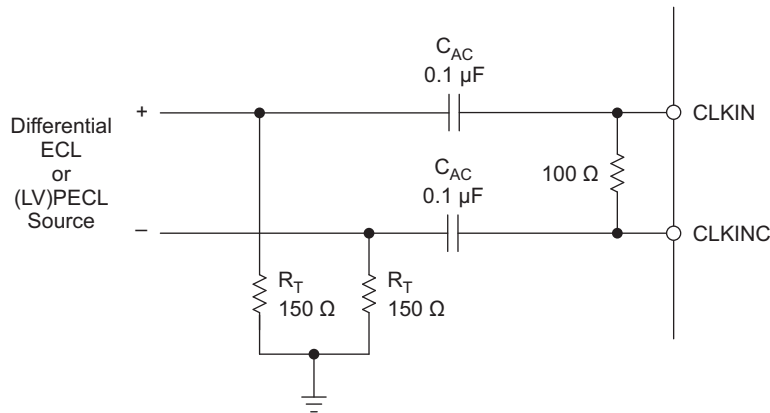 C_AC
0.1 µF
+
CLKIN
Differential
ECL
or
(LV)PECL
Source
C_AC
0.1 µF
100 Ω
–
CLKINC
R_T
150 Ω
R_T
150 Ω